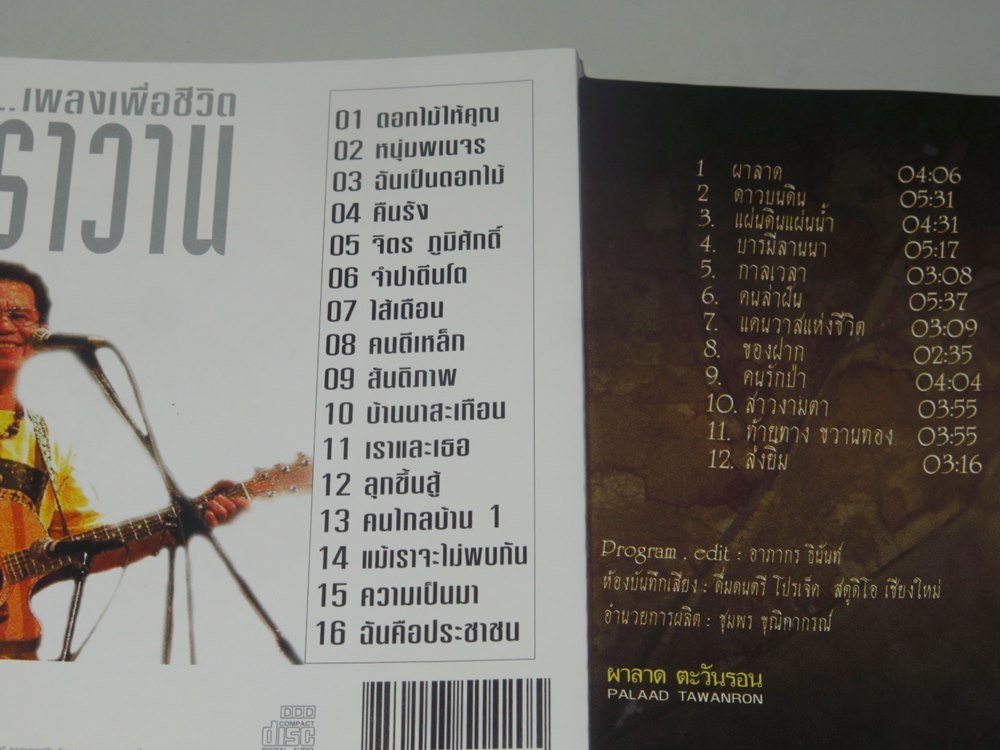 ..เพลงเพื่อชีวิต
ราวาน
01 ดอกไม้ให้คุณ
02 หนุ่มพเนจร
03 ฉันเป็นดอกไม้
04 คืนรัง
05 จิตร ภูมิศักดิ์
06 จำปาตีนโต
07 ไส้เดือน
08 คนตีเหล็ก
09 สันติภาพ
10 บ้านนาสะเทือน
11 เราและเธอ
12 ลุกขึ้นสู้
13 คนไกลบ้าน 1
14 แม้เราจะไม่พบกัน
15 ความเป็นมา
16 ฉันคือประชาชน
DDD
COMPACT
disc
DIGITAL AUDIO
1 ผาลาด 04:06
2 ดาวบนดิน 05:31
3. แผ่นดินแผ่นน้ำ 04:31
4. บารมีลานนา 05:17
5. กาลเวลา 03:08
6. คนล่าฝัน 05:37
7. แคนวาสแห่งชีวิต 03:09
8. ของฝาก 02:35
9. คนรักป่า 04:04
10. สาวงามตา 03:55
11. ท้ายทาง ขวานทอง 03:55
12. ส่งยิ้ม 03:16
Program , edit : อาภากร ธินันท์
ห้องบันทึกเสียง : ดื่มดนตรี โปรเจ็ค สตูดิโอ เชียงใหม่
อำนวยการผลิต : ชุมพร ขุณิคากรณ์
ผาลาด ตะวันรอน
PALAAD TAWANRON